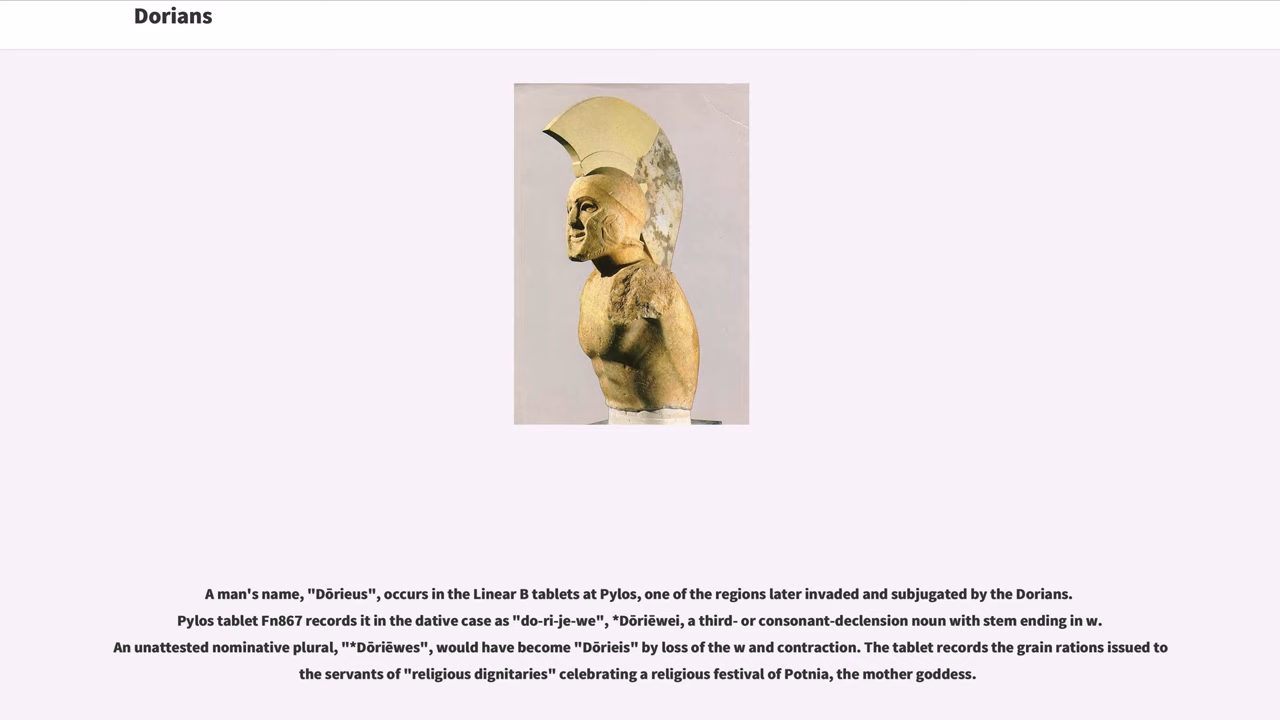 Dorians
A man's name, "Dōrieus", occurs in the Linear B tablets at Pylos, one of the regions later invaded and subjugated by the Dorians.
Pylos tablet Fn867 records it in the dative case as "do-ri-je-we", *Dōriēwei, a third- or consonant-declension noun with stem ending in w.
An unattested nominative plural, "*Dōriēwes", would have become "Dōrieis" by loss of the w and contraction. The tablet records the grain rations issued to
the servants of "religious dignitaries" celebrating a religious festival of Potnia, the mother goddess.